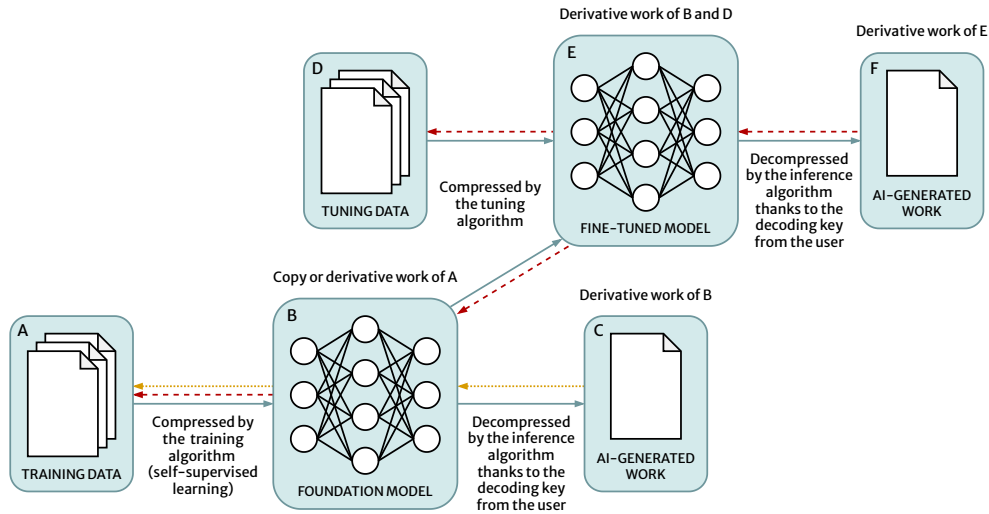 Derivative work of B and D
Derivative work of E
D
TUNING DATA
Compressed by
the tuning
algorithm
E
FINE-TUNED MODEL
Decompressed
by the inference
algorithm
thanks to the
decoding key
from the user
F
AI-GENERATED
WORK
Copy or derivative work of A
Derivative work of B
A
TRAINING DATA
Compressed by
the training
algorithm
(self-supervised
learning)
B
FOUNDATION MODEL
Decompressed
by the inference
algorithm
thanks to the
decoding key
from the user
C
AI-GENERATED
WORK